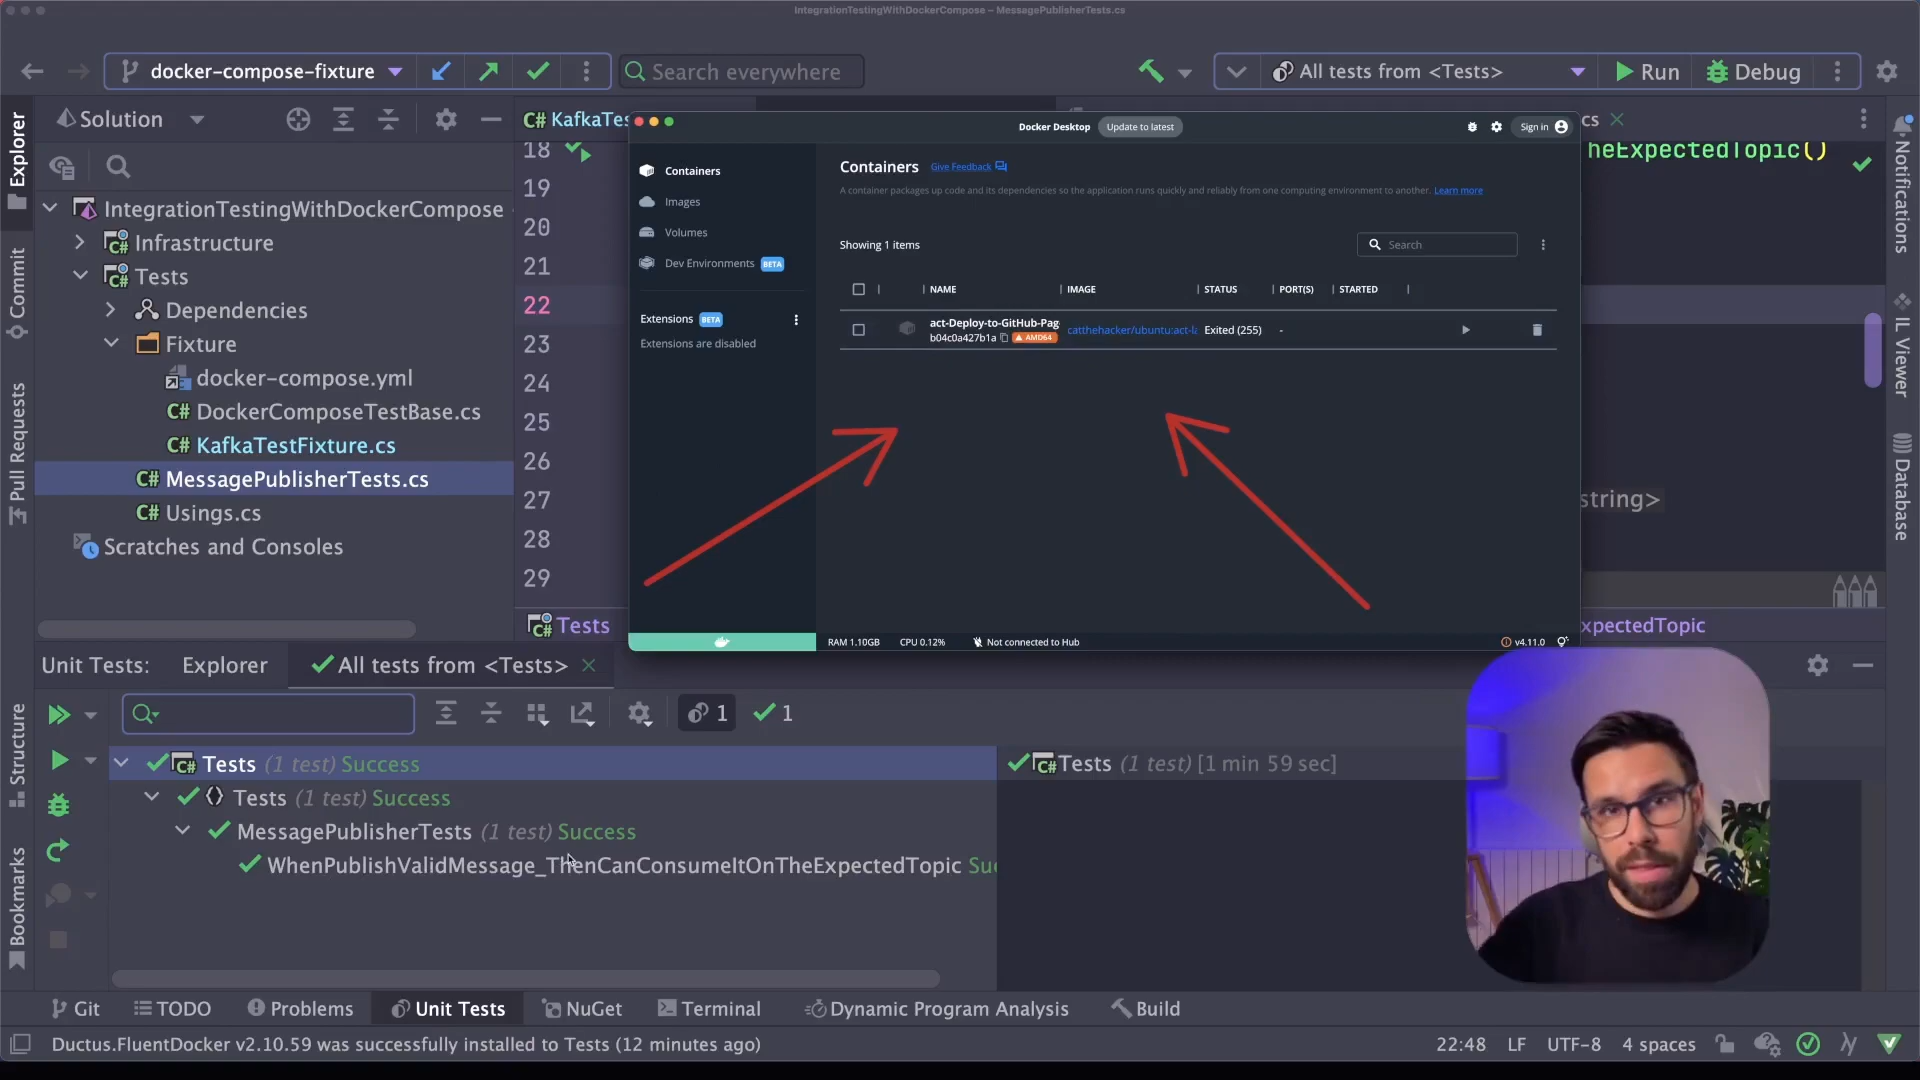 IntegrationTestingWithDockerCompose – MessagePublisherTests.cs
docker-compose-fixture
Search everywhere
All tests from <Tests>
Run
Debug
Explorer
Commit
Pull Requests
Structure
Bookmarks
Solution
IntegrationTestingWithDockerCompose
C# Infrastructure
C# Tests
Dependencies
Fixture
docker-compose.yml
C# DockerComposeTestBase.cs
C# KafkaTestFixture.cs
C# MessagePublisherTests.cs
C# Usings.cs
Scratches and Consoles
C# KafkaTes
cs
18
19
20
21
22
23
24
25
26
27
28
29
heExpectedTopic()
string>
C# Tests
xpectedTopic
Docker Desktop
Update to latest
Sign in
Containers
Images
Volumes
Dev Environments BETA
Extensions BETA
Extensions are disabled
Containers
Give Feedback
A container packages up code and its dependencies so the application runs quickly and reliably from one computing environment to another. Learn more
Showing 1 items
Search
NAME
IMAGE
STATUS
PORT(S)
STARTED
act-Deploy-to-GitHub-Pag
b04c0a427b1a
AMD64
catthehacker/ubuntu:act-la
Exited (255)
-
RAM 1.10GB
CPU 0.12%
Not connected to Hub
v4.11.0
Notifications
IL Viewer
Database
Unit Tests:
Explorer
All tests from <Tests>
1
1
C# Tests (1 test) Success
Tests (1 test) Success
MessagePublisherTests (1 test) Success
WhenPublishValidMessage_ThenCanConsumeItOnTheExpectedTopic Su
C# Tests (1 test) [1 min 59 sec]
Git
TODO
Problems
Unit Tests
NuGet
Terminal
Dynamic Program Analysis
Build
Ductus.FluentDocker v2.10.59 was successfully installed to Tests (12 minutes ago)
22:48
LF
UTF-8
4 spaces